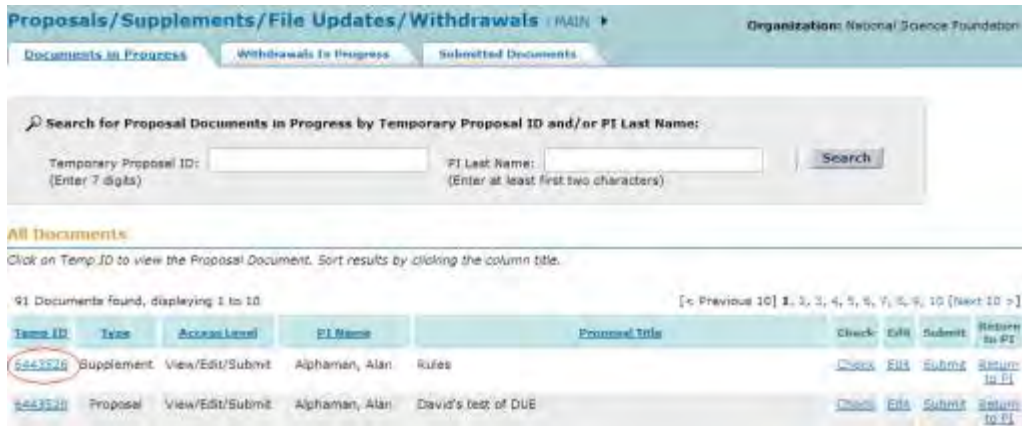 Proposals/Supplements/File Updates/Withdrawals MAIN
Organization: National Science Foundation
Documents in Progress Withdrawals In Progress Submitted Documents
Search for Proposal Documents in Progress by Temporary Proposal ID and/or PI Last Name:
Temporary Proposal ID: PI Last Name: Search
(Enter 7 digits) (Enter at least first two characters)
All Documents
Click on Temp ID to view the Proposal Document. Sort results by clicking the column title.
91 Documents found, displaying 1 to 10 [< Previous 10] 1, 2, 3, 4, 5, 6, 7, 8, 9, 10 [Next 10 >]
Temp ID Type Access Level PI Name Proposal Title Check Edit Submit Return to PI
6443526 Supplement View/Edit/Submit Alphaman, Alan Rules Check Edit Submit Return to PI
Proposal View/Edit/Submit Alphaman, Alan David's test of DUE Check Edit Submit Return to PI